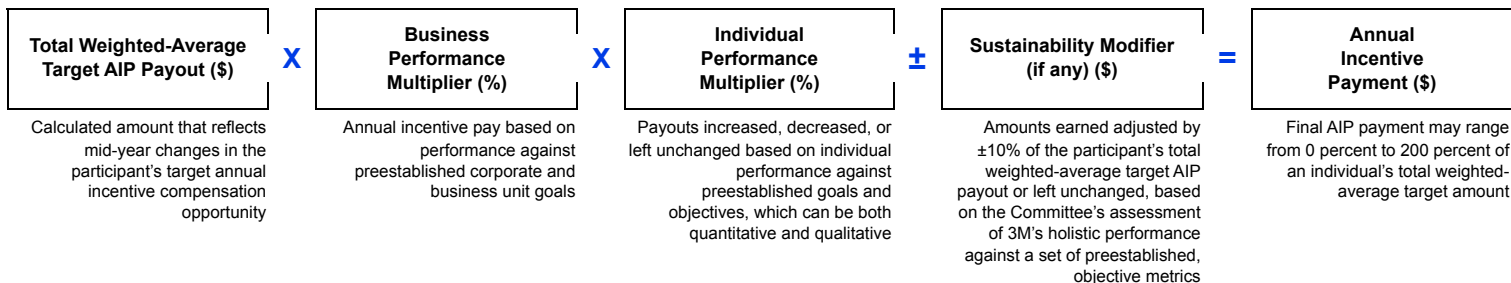 Total Weighted-Average
Target AIP Payout ($)
X
Business
Performance
Multiplier (%)
X
Individual
Performance
Multiplier (%)
±
Sustainability Modifier
(if any) ($)
=
Annual
Incentive
Payment ($)
Calculated amount that reflects
mid-year changes in the
participant's target annual
incentive compensation
opportunity
Annual incentive pay based on
performance against
preestablished corporate and
business unit goals
Payouts increased, decreased, or
left unchanged based on individual
performance against
preestablished goals and
objectives, which can be both
quantitative and qualitative
Amounts earned adjusted by
±10% of the participant's total
weighted-average target AIP
payout or left unchanged, based
on the Committee's assessment
of 3M's holistic performance
against a set of preestablished,
objective metrics
Final AIP payment may range
from 0 percent to 200 percent of
an individual's total weighted-
average target amount